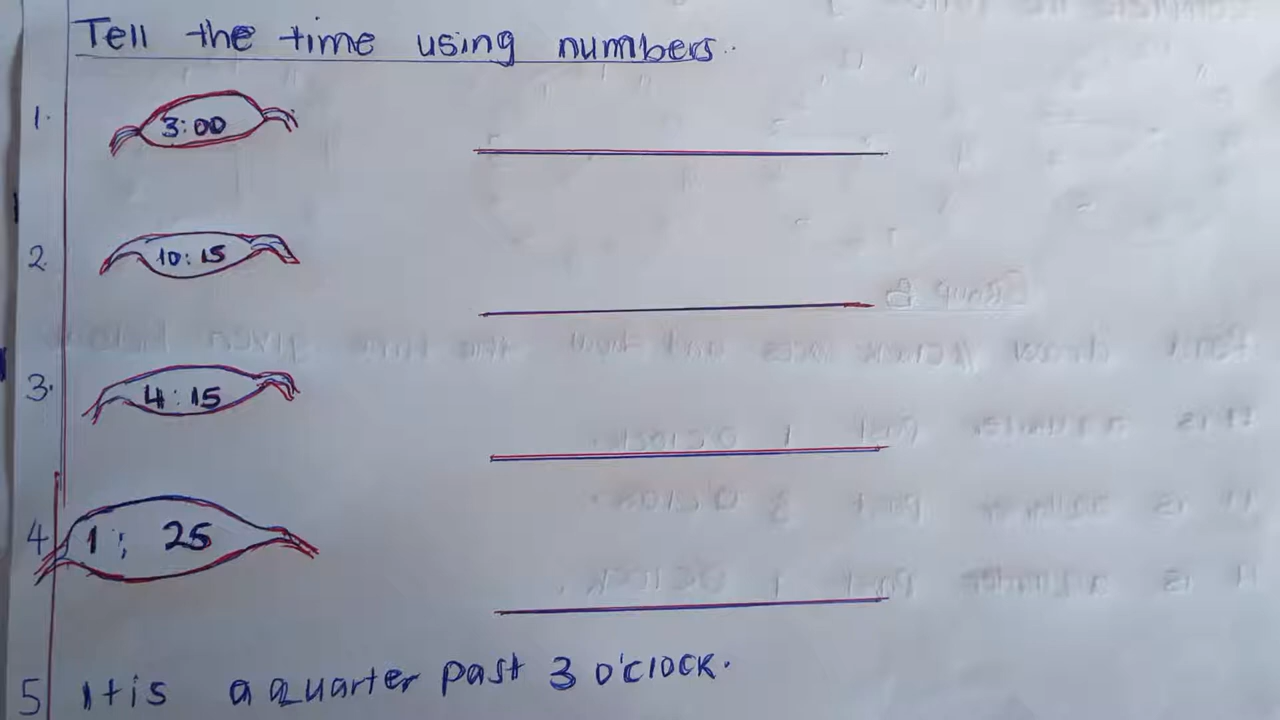 Tell the time using numbers.
1. 3:00
2. 10:15
3. 4:15
4 1: 25
5 It is a quarter past 3 o'clock.